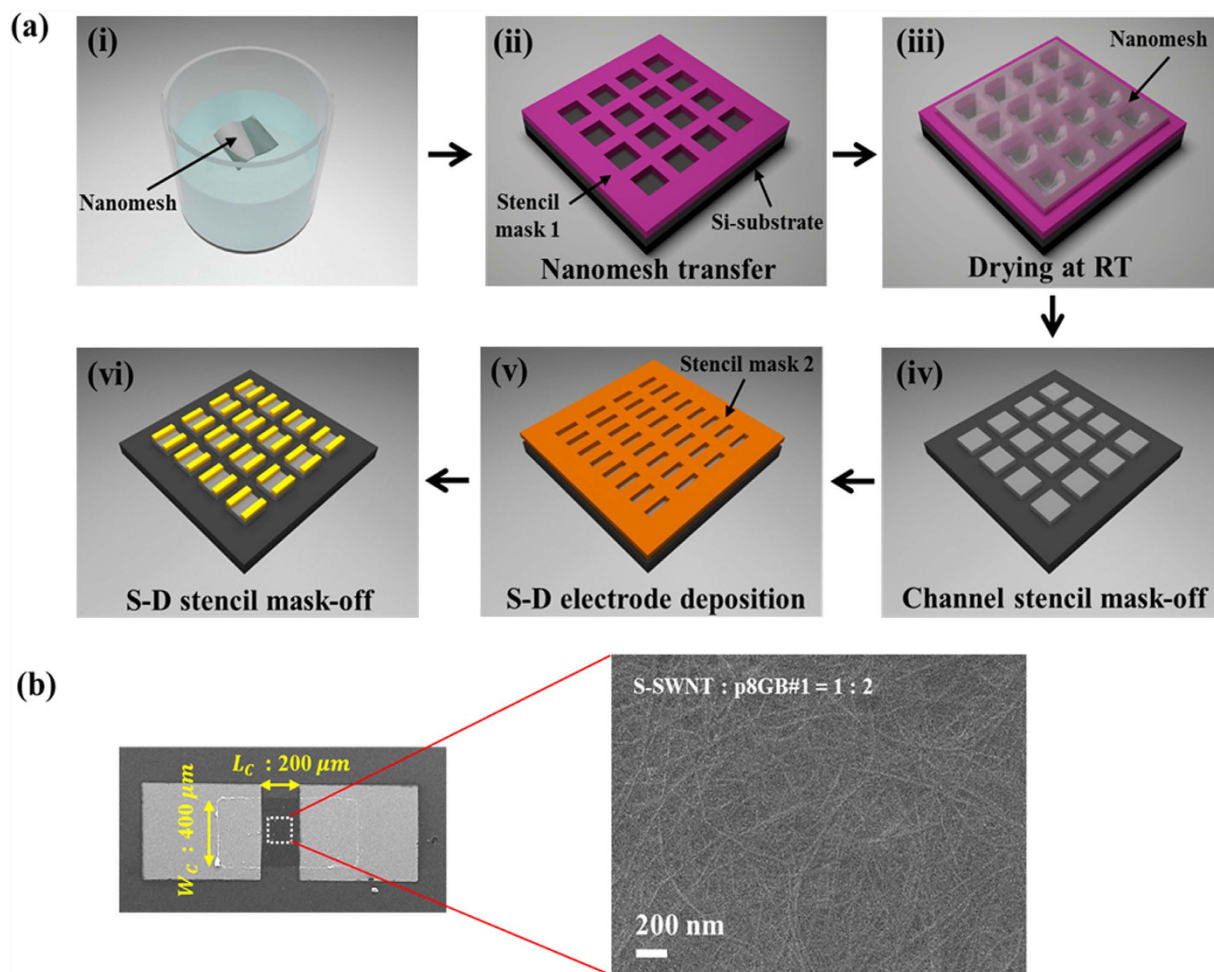 (a)
(i)
Nanomesh
(ii)
Stencil
mask 1
Si-substrate
Nanomesh transfer
(iii)
Nanomesh
Drying at RT
(vi)
S-D stencil mask-off
(v)
Stencil mask 2
S-D electrode deposition
(iv)
Channel stencil mask-off
(b)
L_C : 200 μm
W_C : 400 μm
S-SWNT : p8GB#1 = 1 : 2
200 nm